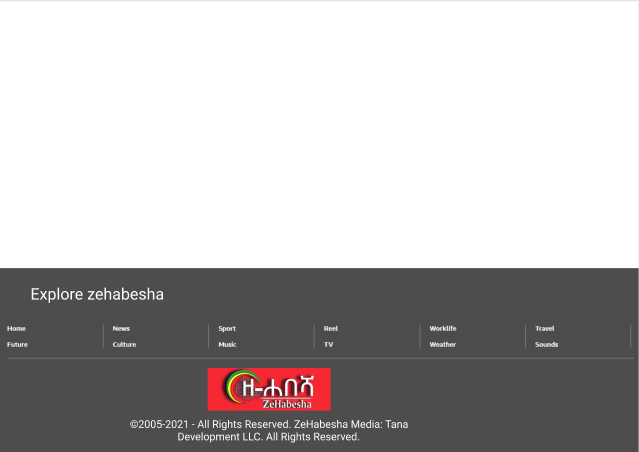 Explore zehabesha
Home News Sport Reel Worklife Travel
Future Culture Music TV Weather Sounds
ዘ-ሐበሻ
ZeHabesha
©2005-2021 - All Rights Reserved. ZeHabesha Media: Tana
Development LLC. All Rights Reserved.